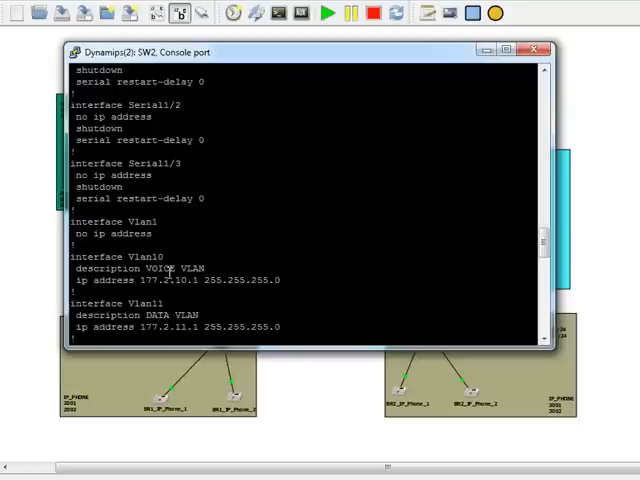 Dynamips(2): SW2, Console port
shutdown
serial restart-delay 0
!
interface Serial1/2
no ip address
shutdown
serial restart-delay 0
!
interface Serial1/3
no ip address
shutdown
serial restart-delay 0
!
interface Vlan1
no ip address
!
interface Vlan10
description VOICE VLAN
ip address 177.2.10.1 255.255.255.0
!
interface Vlan11
description DATA VLAN
ip address 177.2.11.1 255.255.255.0
!
/24
/24
IP_PHONE
2001
2002
BR1_IP_Phone_1
BR1_IP_Phone_2
BR2_IP_Phone_1
BR2_IP_Phone_2
IP_PHONE
3001
3002
AUX